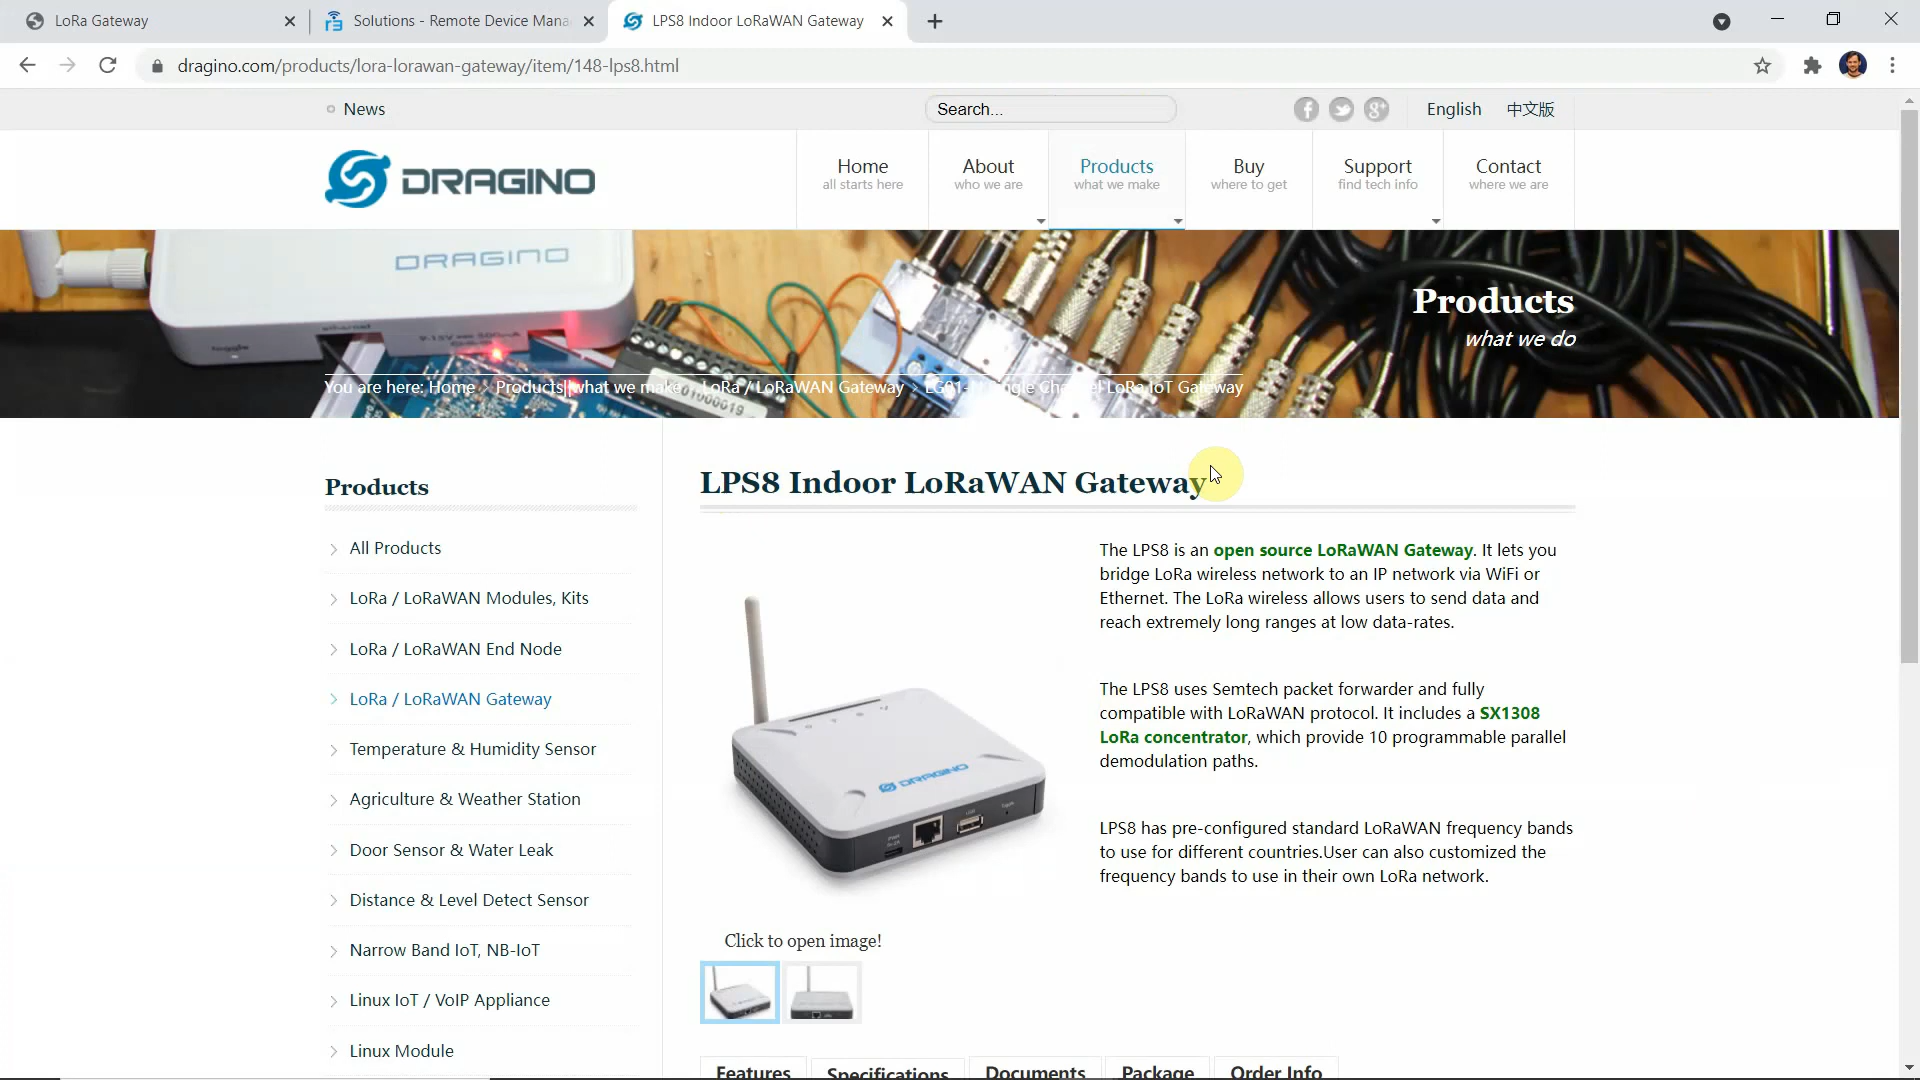 LoRa Gateway
Solutions - Remote Device Mana
LPS8 Indoor LoRaWAN Gateway
dragino.com/products/lora-lorawan-gateway/item/148-lps8.html
News
Search...
English 中文版
DRAGINO
Home
all starts here
About
who we are
Products
what we make
Buy
where to get
Support
find tech info
Contact
where we are
DRAGINO
Products
what we do
You are here: Home Products||what we make.. LoRa / LoRaWAN Gateway > LG01-N Single Channel LoRa IoT Gateway
Products
All Products
LoRa / LoRaWAN Modules, Kits
LoRa / LoRaWAN End Node
LoRa / LoRaWAN Gateway
Temperature & Humidity Sensor
Agriculture & Weather Station
Door Sensor & Water Leak
Distance & Level Detect Sensor
Narrow Band IoT, NB-IoT
Linux IoT / VoIP Appliance
Linux Module
LPS8 Indoor LoRaWAN Gateway
The LPS8 is an open source LoRaWAN Gateway. It lets you
bridge LoRa wireless network to an IP network via WiFi or
Ethernet. The LoRa wireless allows users to send data and
reach extremely long ranges at low data-rates.
The LPS8 uses Semtech packet forwarder and fully
compatible with LoRaWAN protocol. It includes a SX1308
LoRa concentrator, which provide 10 programmable parallel
demodulation paths.
LPS8 has pre-configured standard LoRaWAN frequency bands
to use for different countries.User can also customized the
frequency bands to use in their own LoRa network.
DRAGINO
Click to open image!
Features
Specifications
Documents
Package
Order Info